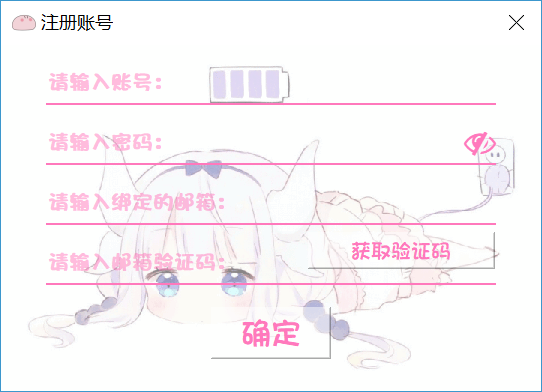 注册账号
请输入账号：
请输入密码：
请输入绑定的邮箱：
请输入邮箱验证码：
获取验证码
确定